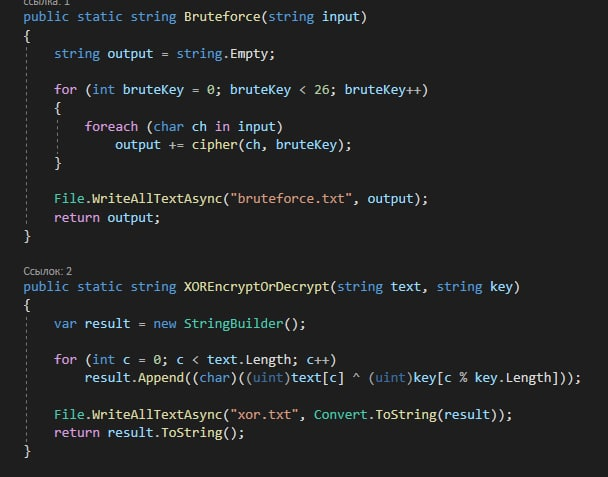 Ссылка: 1
public static string Bruteforce(string input)
{
string output = string.Empty;
for (int bruteKey = 0; bruteKey < 26; bruteKey++)
{
foreach (char ch in input)
output += cipher(ch, bruteKey);
}
File.WriteAllTextAsync("bruteforce.txt", output);
return output;
}
Ссылок: 2
public static string XOREncryptOrDecrypt(string text, string key)
{
var result = new StringBuilder();
for (int c = 0; c < text.Length; c++)
result.Append((char)((uint)text[c] ^ (uint)key[c % key.Length]));
File.WriteAllTextAsync("xor.txt", Convert.ToString(result));
return result.ToString();
}